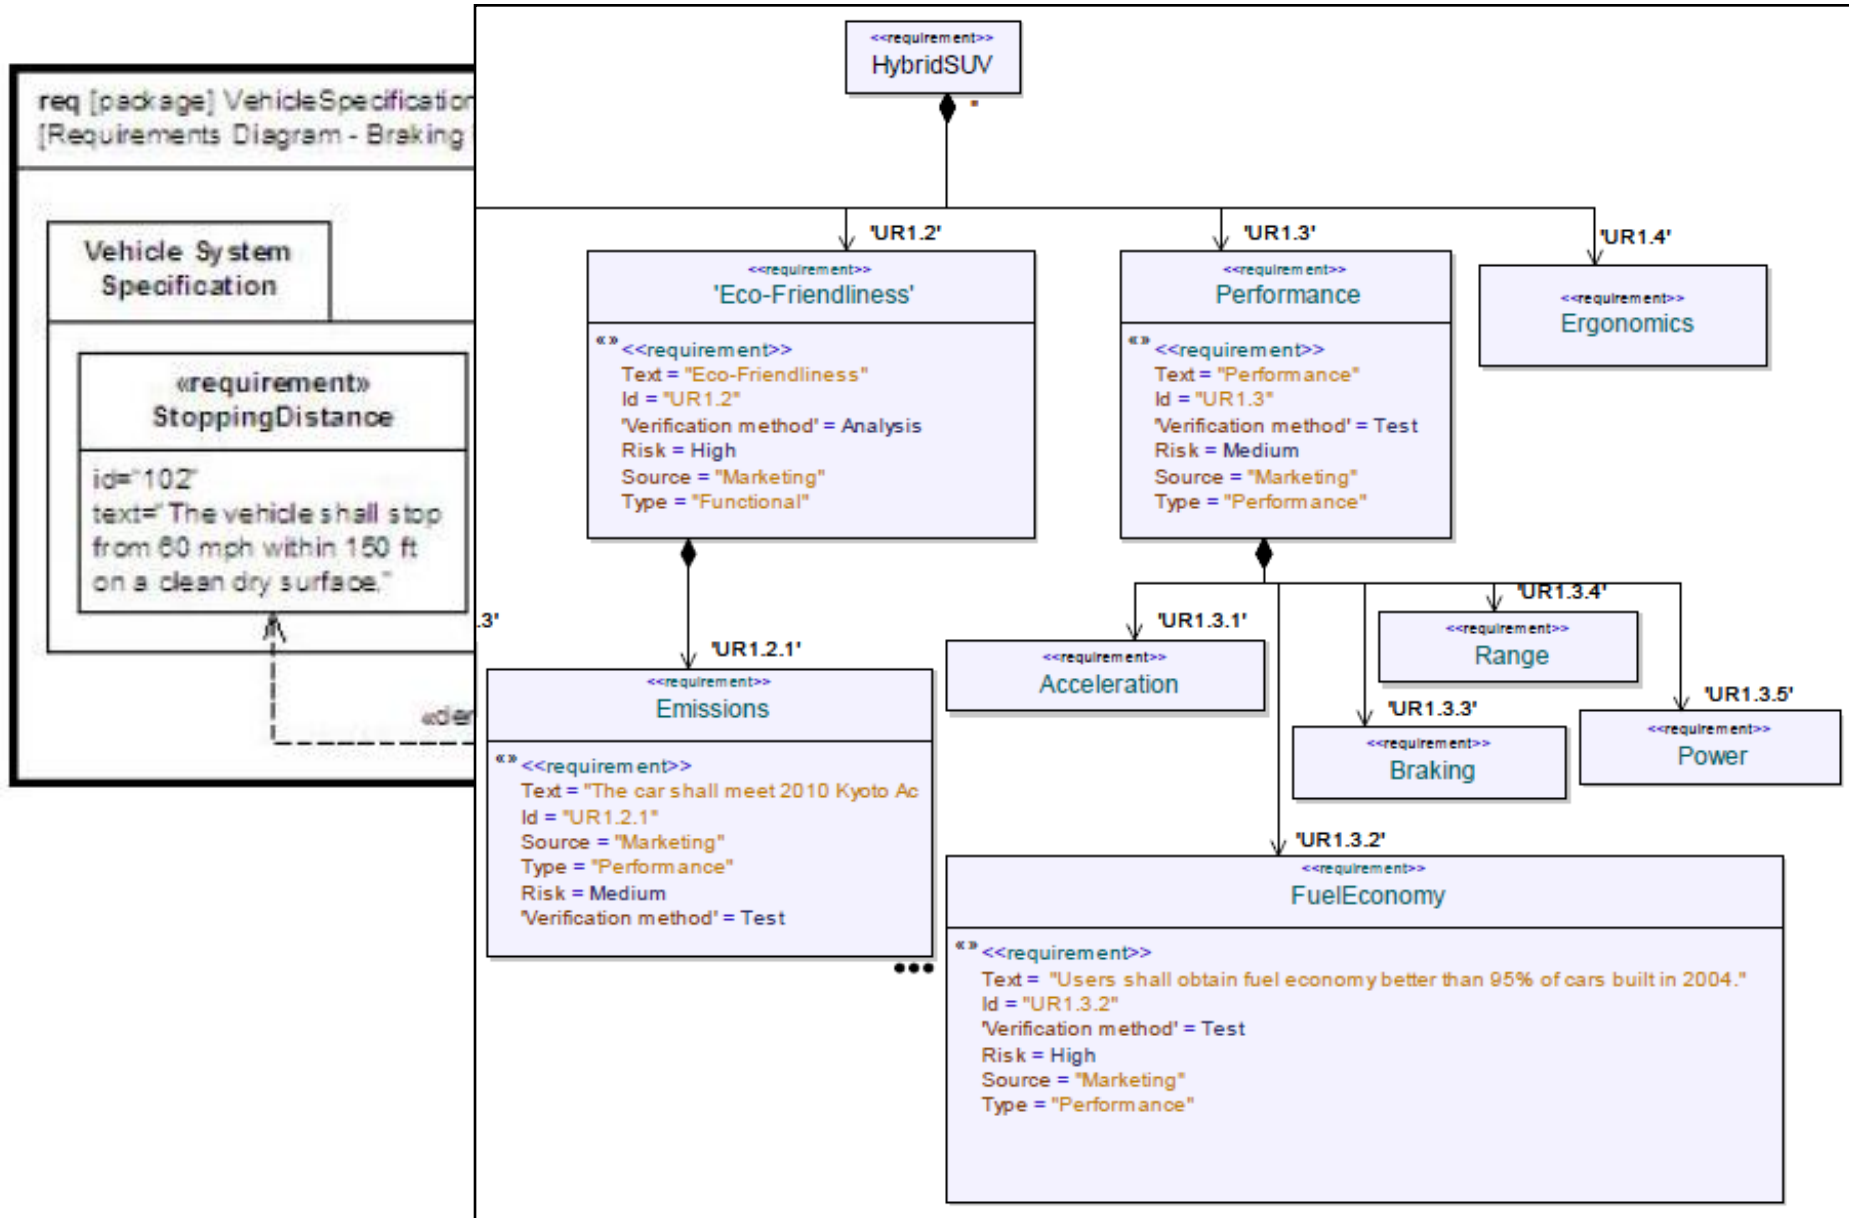 req [package] VehicleSpecification
[Requirements Diagram - Braking
Vehicle System
Specification
«requirement»
StoppingDistance
id="102"
text="The vehicle shall stop
from 60 mph within 150 ft
on a clean dry surface."
.3'
<<requirement>>
HybridSUV
'UR1.2'
<<requirement>>
'Eco-Friendliness'
«» <<requirement>>
Text = "Eco-Friendliness"
Id = "UR1.2"
'Verification method' = Analysis
Risk = High
Source = "Marketing"
Type = "Functional"
'UR1.3'
<<requirement>>
Performance
«» <<requirement>>
Text = "Performance"
Id = "UR1.3"
'Verification method' = Test
Risk = Medium
Source = "Marketing"
Type = "Performance"
'UR1.4'
<<requirement>>
Ergonomics
'UR1.2.1'
<<requirement>>
Emissions
«» <<requirement>>
Text = "The car shall meet 2010 Kyoto Ac
Id = "UR1.2.1"
Source = "Marketing"
Type = "Performance"
Risk = Medium
'Verification method' = Test
'UR1.3.1'
<<requirement>>
Acceleration
'UR1.3.4'
<<requirement>>
Range
'UR1.3.3'
<<requirement>>
Braking
'UR1.3.5'
<<requirement>>
Power
'UR1.3.2'
<<requirement>>
FuelEconomy
«» <<requirement>>
Text = "Users shall obtain fuel economy better than 95% of cars built in 2004."
Id = "UR1.3.2"
'Verification method' = Test
Risk = High
Source = "Marketing"
Type = "Performance"